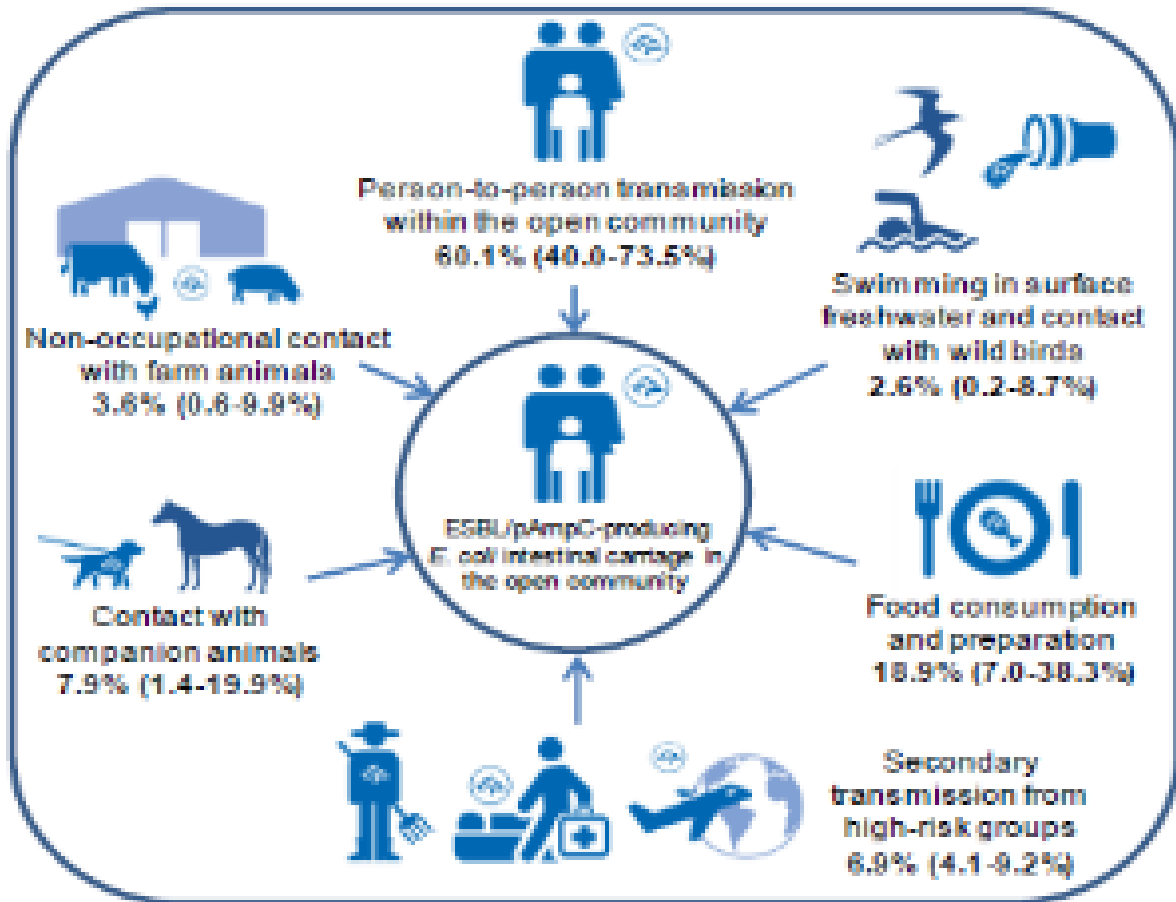 Person-to-person transmission
within the open community
60.1% (40.0-73.5%)
Non-occupational contact
with farm animals
3.6% (0.6-9.9%)
Swimming in surface
freshwater and contact
with wild birds
2.6% (0.2-8.7%)
ESBL/pAmpC-producing
E. coli intestinal carriage in
the open community
Contact with
companion animals
7.9% (1.4-19.9%)
Food consumption
and preparation
18.9% (7.0-38.3%)
Secondary
transmission from
high-risk groups
6.9% (4.1-9.2%)